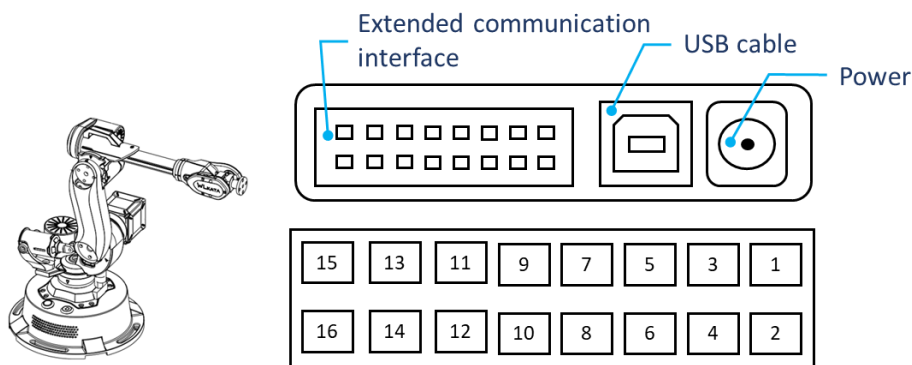 Extended communication
interface
USB cable
Power
WLKATA
15 13 11 9 7 5 3 1
16 14 12 10 8 6 4 2